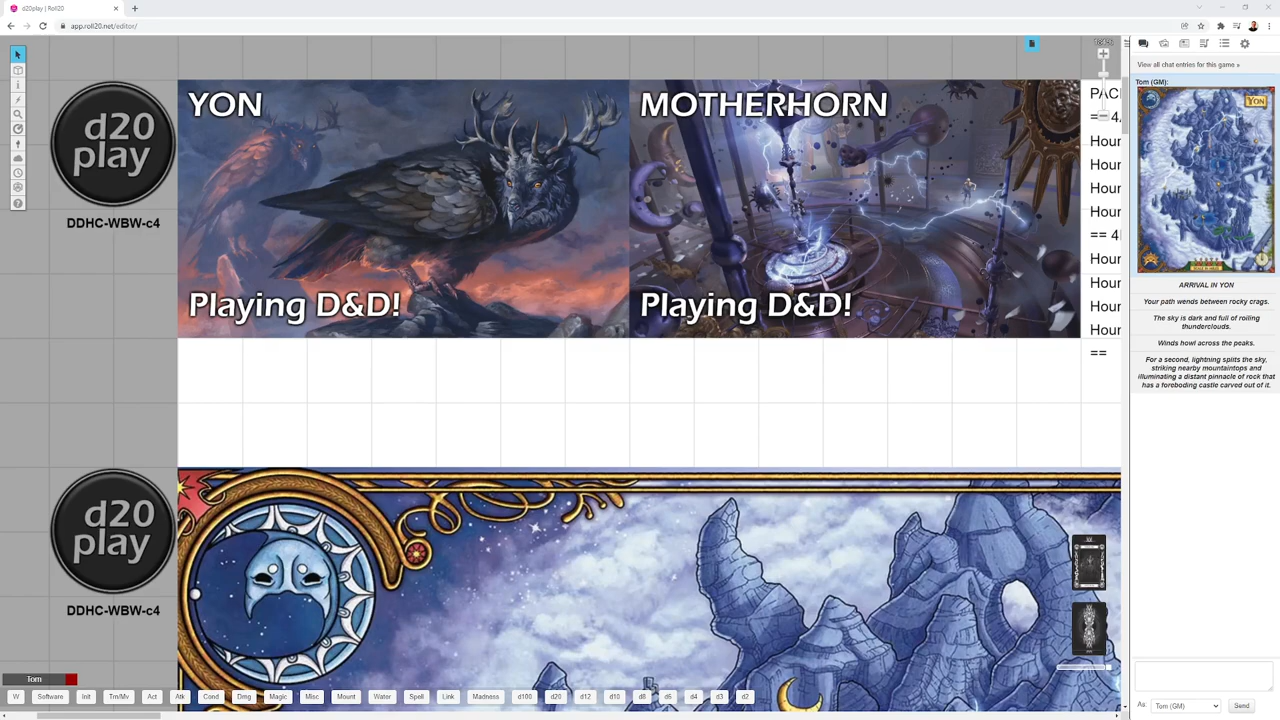 d20play | Roll20
app.roll20.net/editor/
d20
play
DDHC-WBW-c4
YON
Playing D&D!
MOTHERHORN
Playing D&D!
== 4
Hour
Hour
Hour
Hour
== 4
Hour
Hour
Hour
Hour
==
d20
play
DDHC-WBW-c4
View all chat entries for this game »
Tom (GM):
YON
ARRIVAL IN YON
Your path wends between rocky crags.
The sky is dark and full of roiling
thunderclouds.
Winds howl across the peaks.
For a second, lightning splits the sky,
striking nearby mountaintops and
illuminating a distant pinnacle of rock that
has a foreboding castle carved out of it.
Tom
W Software Init Trn/Mv Act Atk Cond Dmg Magic Misc Mount Water Spell Link Madness d100 d20 d12 d10 d8 d6 d4 d3 d2
As: Tom (GM) Send